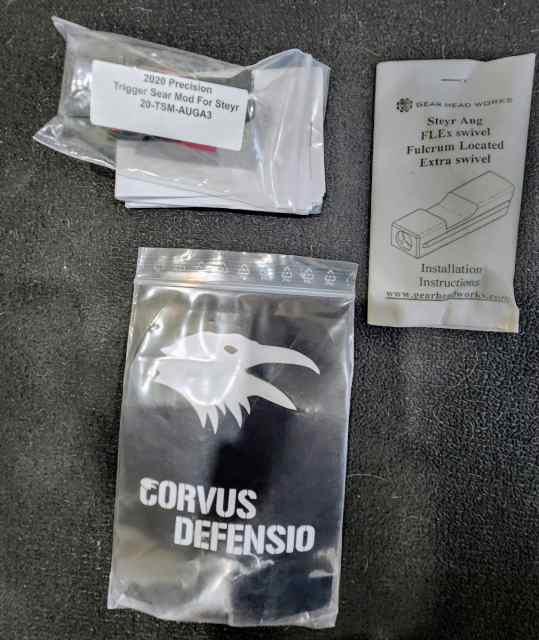 2020 Precision
Trigger Sear Mod For Steyr
20-TSM-AUGA3
GEAR HEAD WORKS
Steyr Aug
FLEx swivel
Fulcrum Located
Extra swivel
Installation
Instructions
www.gearheadworks.com
CORVUS
DEFENSIO